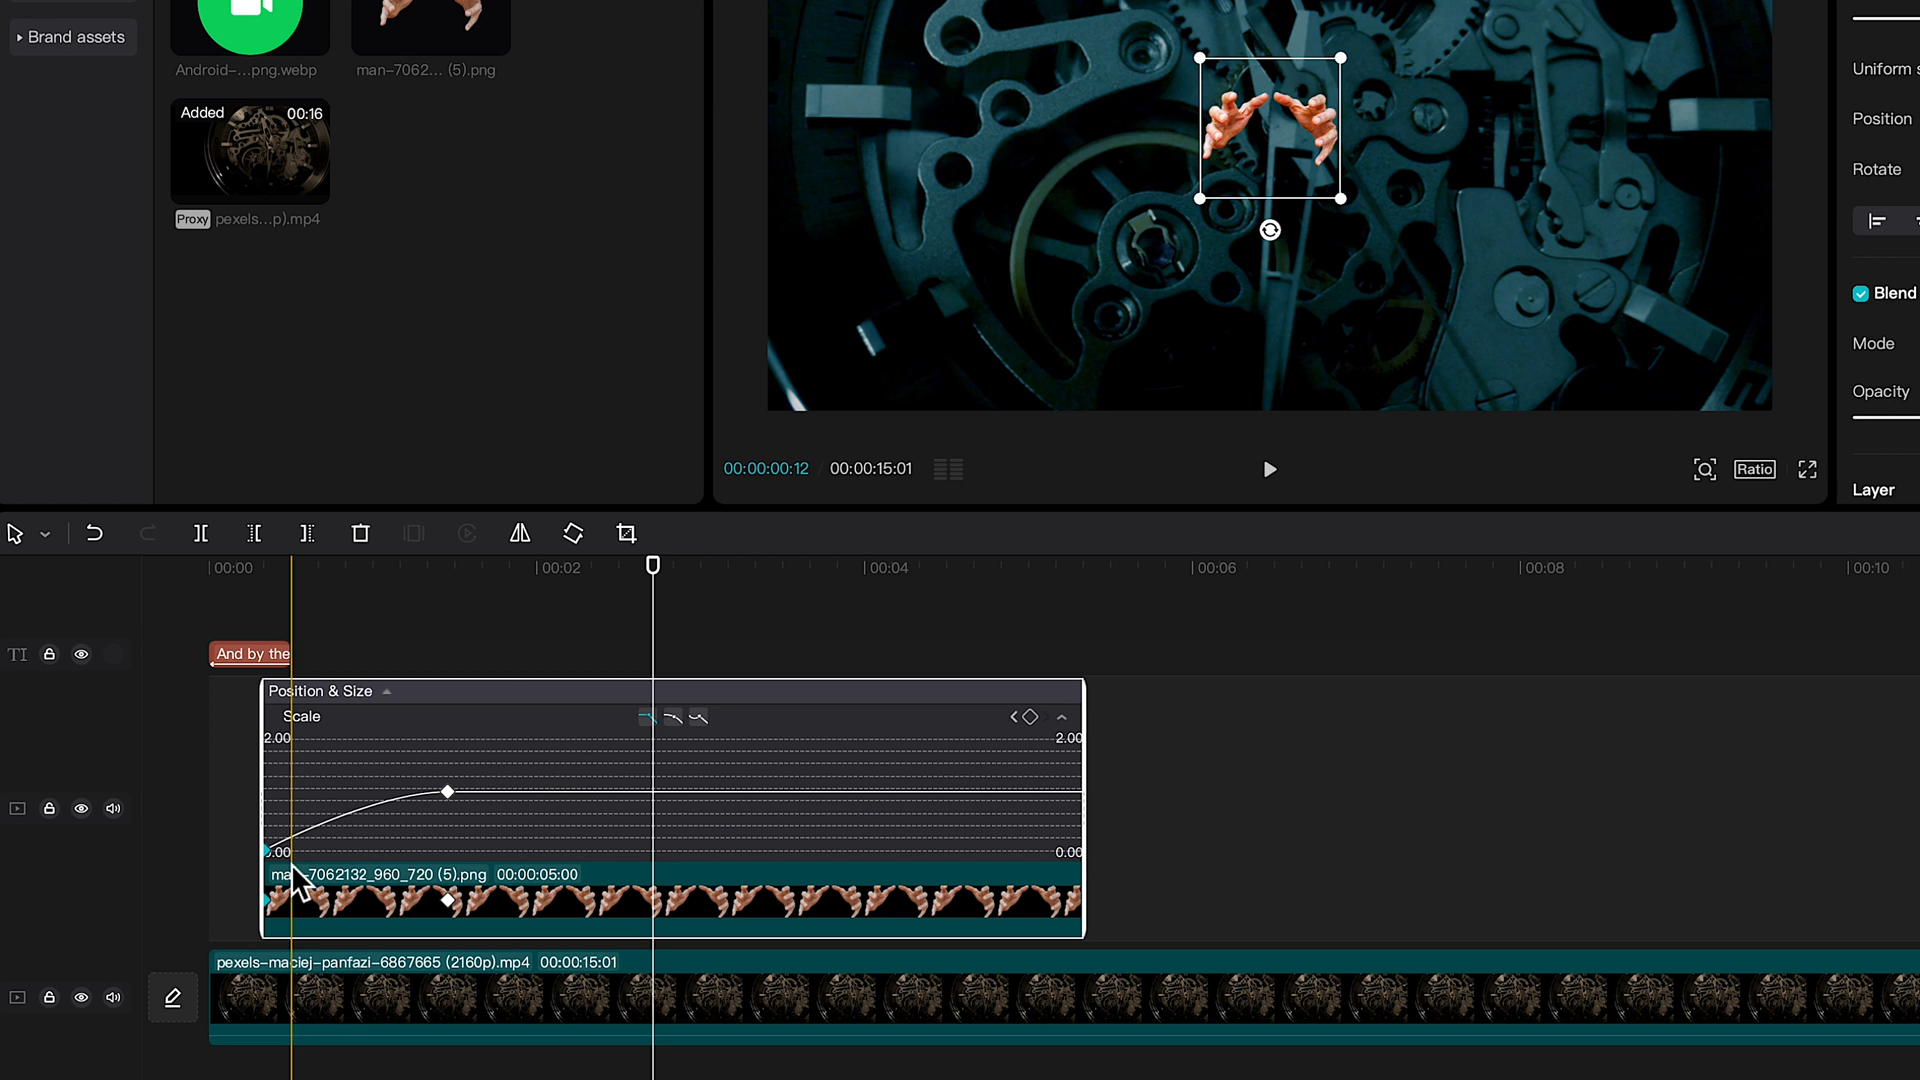 Brand assets
Android-...png.webp
man-7062... (5).png
Added
00:16
Proxy
pexels...p).mp4
Uniform s
Position
Rotate
Blend
Mode
Opacity
Layer
00:00:00:12
00:00:15:01
Ratio
00:00
00:02
00:04
00:06
00:08
00:10
TI
And by the
Position & Size
Scale
2.00
2.00
0.00
0.00
ma
-7062132_960_720 (5).png 00:00:05:00
pexels-maciej-panfazi-6867665 (2160p).mp4 00:00:15:01